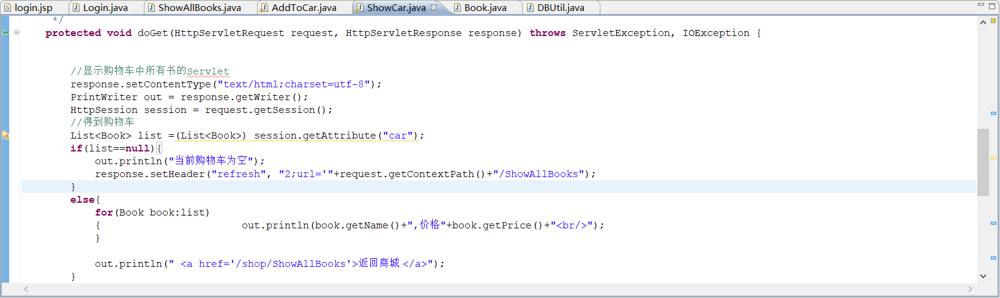 login.jsp Login.java ShowAllBooks.java AddToCar.java ShowCar.java Book.java DBUtil.java
*/
protected void doGet(HttpServletRequest request, HttpServletResponse response) throws ServletException, IOException {
//显示购物车中所有书的Servlet
response.setContentType("text/html;charset=utf-8");
PrintWriter out = response.getWriter();
HttpSession session = request.getSession();
//得到购物车
List<Book> list =(List<Book>) session.getAttribute("car");
if(list==null){
out.println("当前购物车为空");
response.setHeader("refresh", "2;url='"+request.getContextPath()+"/ShowAllBooks");
}
else{
for(Book book:list)
{ out.println(book.getName()+",价格"+book.getPrice()+"<br/>");
}
out.println(" <a href='/shop/ShowAllBooks'>返回商城</a>");
}